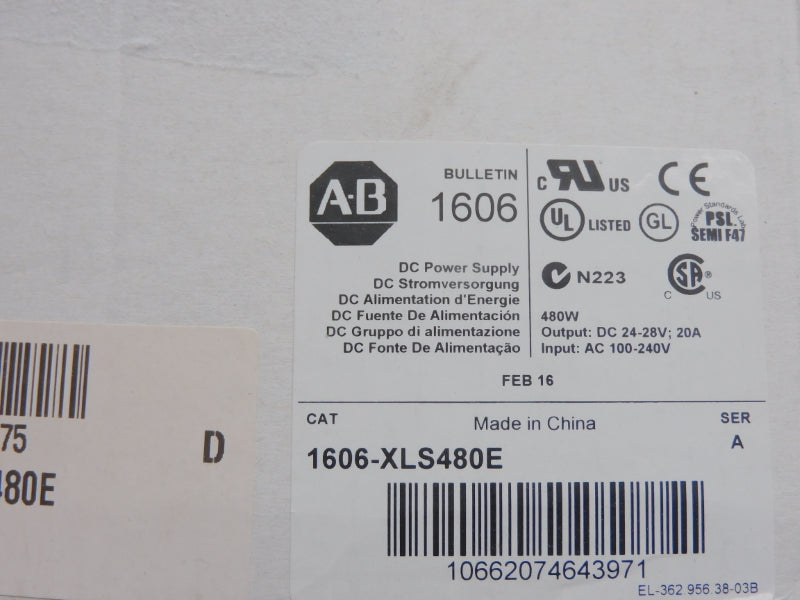 A-B
BULLETIN
1606
DC Power Supply
DC Stromversorgung
DC Alimentation d'Energie
DC Fuente De Alimentación
DC Gruppo di alimentazione
DC Fonte De Alimentação
C RU US CE
UL LISTED GL Power Standards Lab PSL. SEMI F47
N223 C SA® US
480W
Output: DC 24-28V; 20A
Input: AC 100-240V
FEB 16
CAT Made in China SER
1606-XLS480E A
10662074643971
EL-362.956.38-03B
75
480E
D